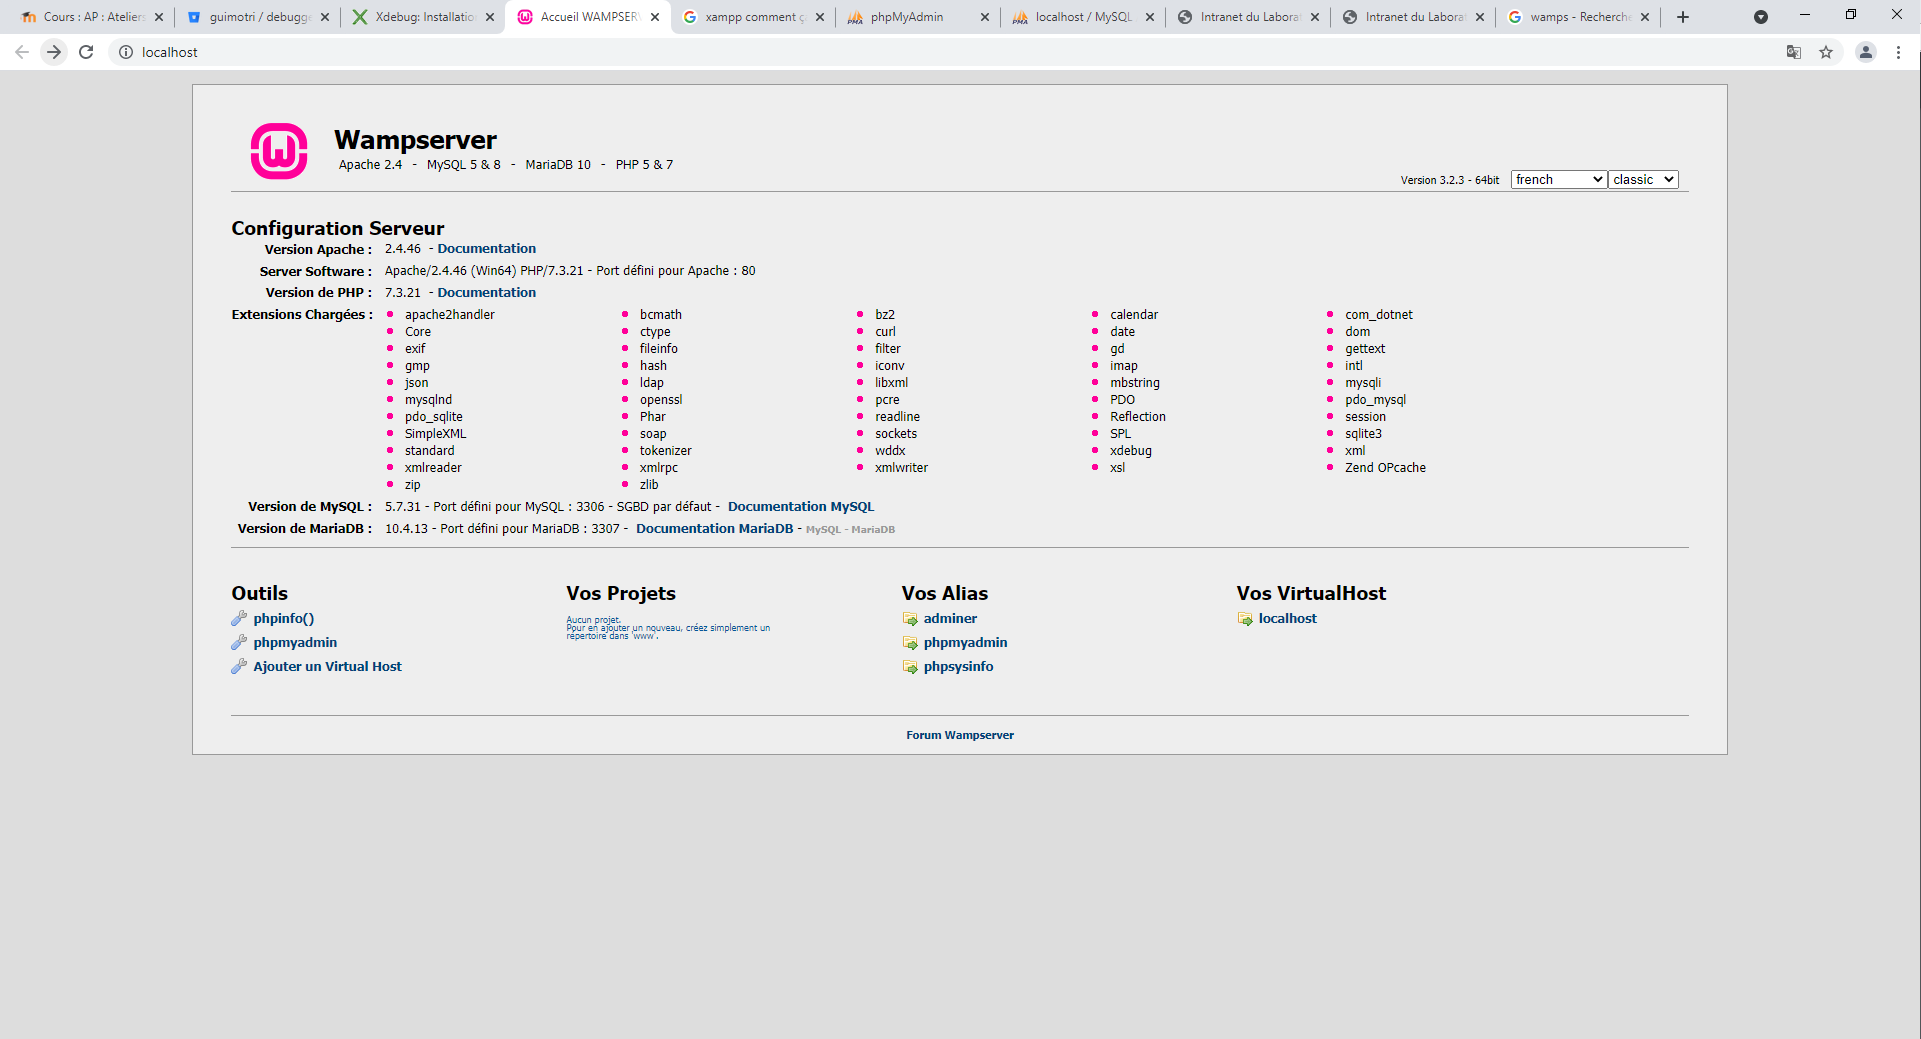 Cours : AP : Ateliers
guimotri / debugge
Xdebug: Installatio
Accueil WAMPSER
xampp comment ç
phpMyAdmin
localhost / MySQL
Intranet du Labora
Intranet du Labora
wamps - Recherche
localhost
Wampserver
Apache 2.4 - MySQL 5 & 8 - MariaDB 10 - PHP 5 & 7
Version 3.2.3 - 64bit french classic
Configuration Serveur
Version Apache : 2.4.46 - Documentation
Server Software : Apache/2.4.46 (Win64) PHP/7.3.21 - Port défini pour Apache : 80
Version de PHP : 7.3.21 - Documentation
Extensions Chargées : apache2handler bcmath bz2 calendar com_dotnet
Core ctype curl date dom
exif fileinfo filter gd gettext
gmp hash iconv imap intl
json ldap libxml mbstring mysqli
mysqlnd openssl pcre PDO pdo_mysql
pdo_sqlite Phar readline Reflection session
SimpleXML soap sockets SPL sqlite3
standard tokenizer wddx xdebug xml
xmlreader xmlrpc xmlwriter xsl Zend OPcache
zip zlib
Version de MySQL : 5.7.31 - Port défini pour MySQL : 3306 - SGBD par défaut - Documentation MySQL
Version de MariaDB : 10.4.13 - Port défini pour MariaDB : 3307 - Documentation MariaDB - MySQL - MariaDB
Outils
phpinfo()
phpmyadmin
Ajouter un Virtual Host
Vos Projets
Aucun projet.
Pour en ajouter un nouveau, créez simplement un
répertoire dans 'www'.
Vos Alias
adminer
phpmyadmin
phpsysinfo
Vos VirtualHost
localhost
Forum Wampserver